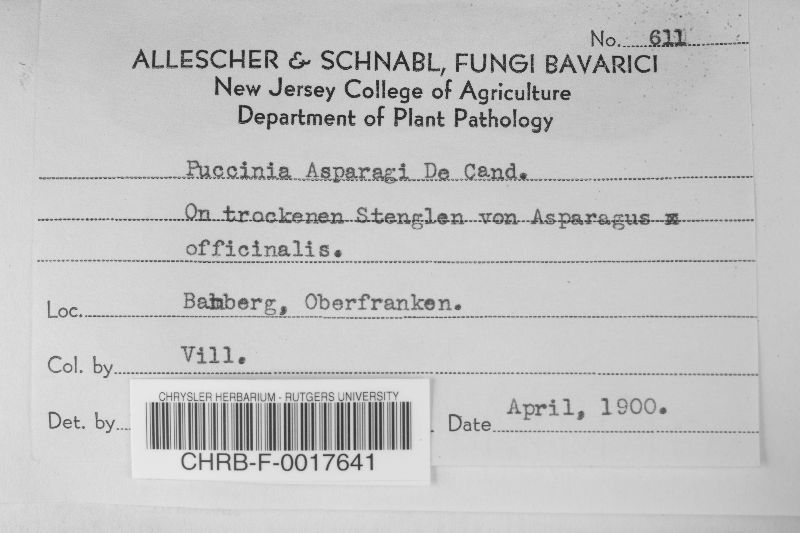 No. 611
ALLESCHER & SCHNABL, FUNGI BAVARICI
New Jersey College of Agriculture
Department of Plant Pathology
Puccinia Asparagi De Cand.
On trockenen Stenglen von Asparagus x
officinalis.
Loc. Bamberg, Oberfranken.
Col. by Vill.
Det. by
Date April, 1900.
CHRYSLER HERBARIUM - RUTGERS UNIVERSITY
CHRB-F-0017641